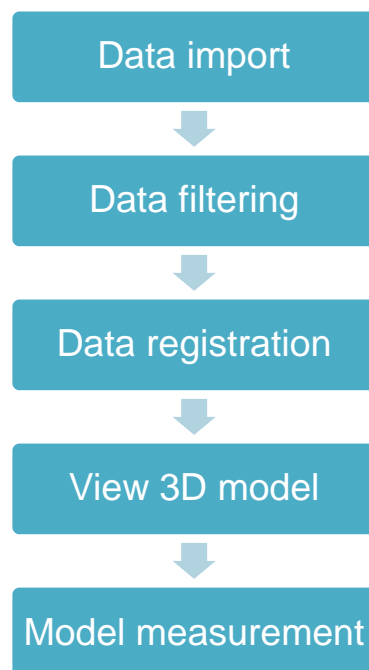 Data import
Data filtering
Data registration
View 3D model
Model measurement